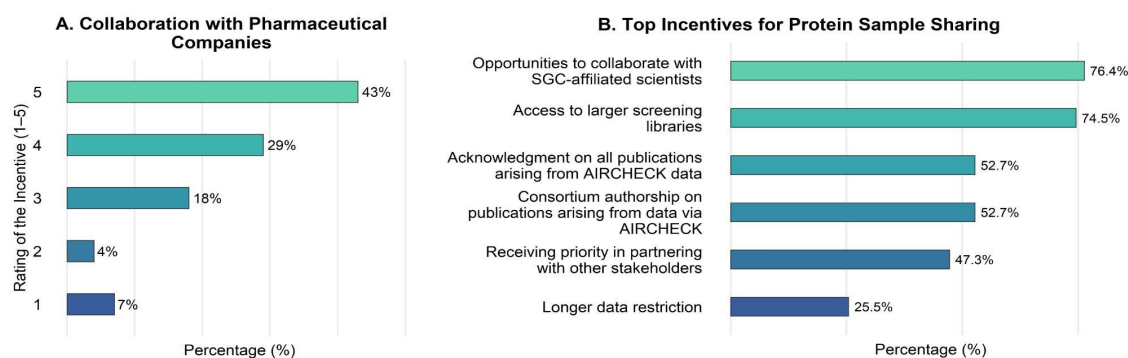 A. Collaboration with Pharmaceutical
Companies
Rating of the Incentive (1–5)
5
43%
4
29%
3
18%
2
4%
1
7%
Percentage (%)
B. Top Incentives for Protein Sample Sharing
Opportunities to collaborate with
SGC-affiliated scientists
76.4%
Access to larger screening
libraries
74.5%
Acknowledgment on all publications
arising from AIRCHECK data
52.7%
Consortium authorship on
publications arising from data via
AIRCHECK
52.7%
Receiving priority in partnering
with other stakeholders
47.3%
Longer data restriction
25.5%
Percentage (%)